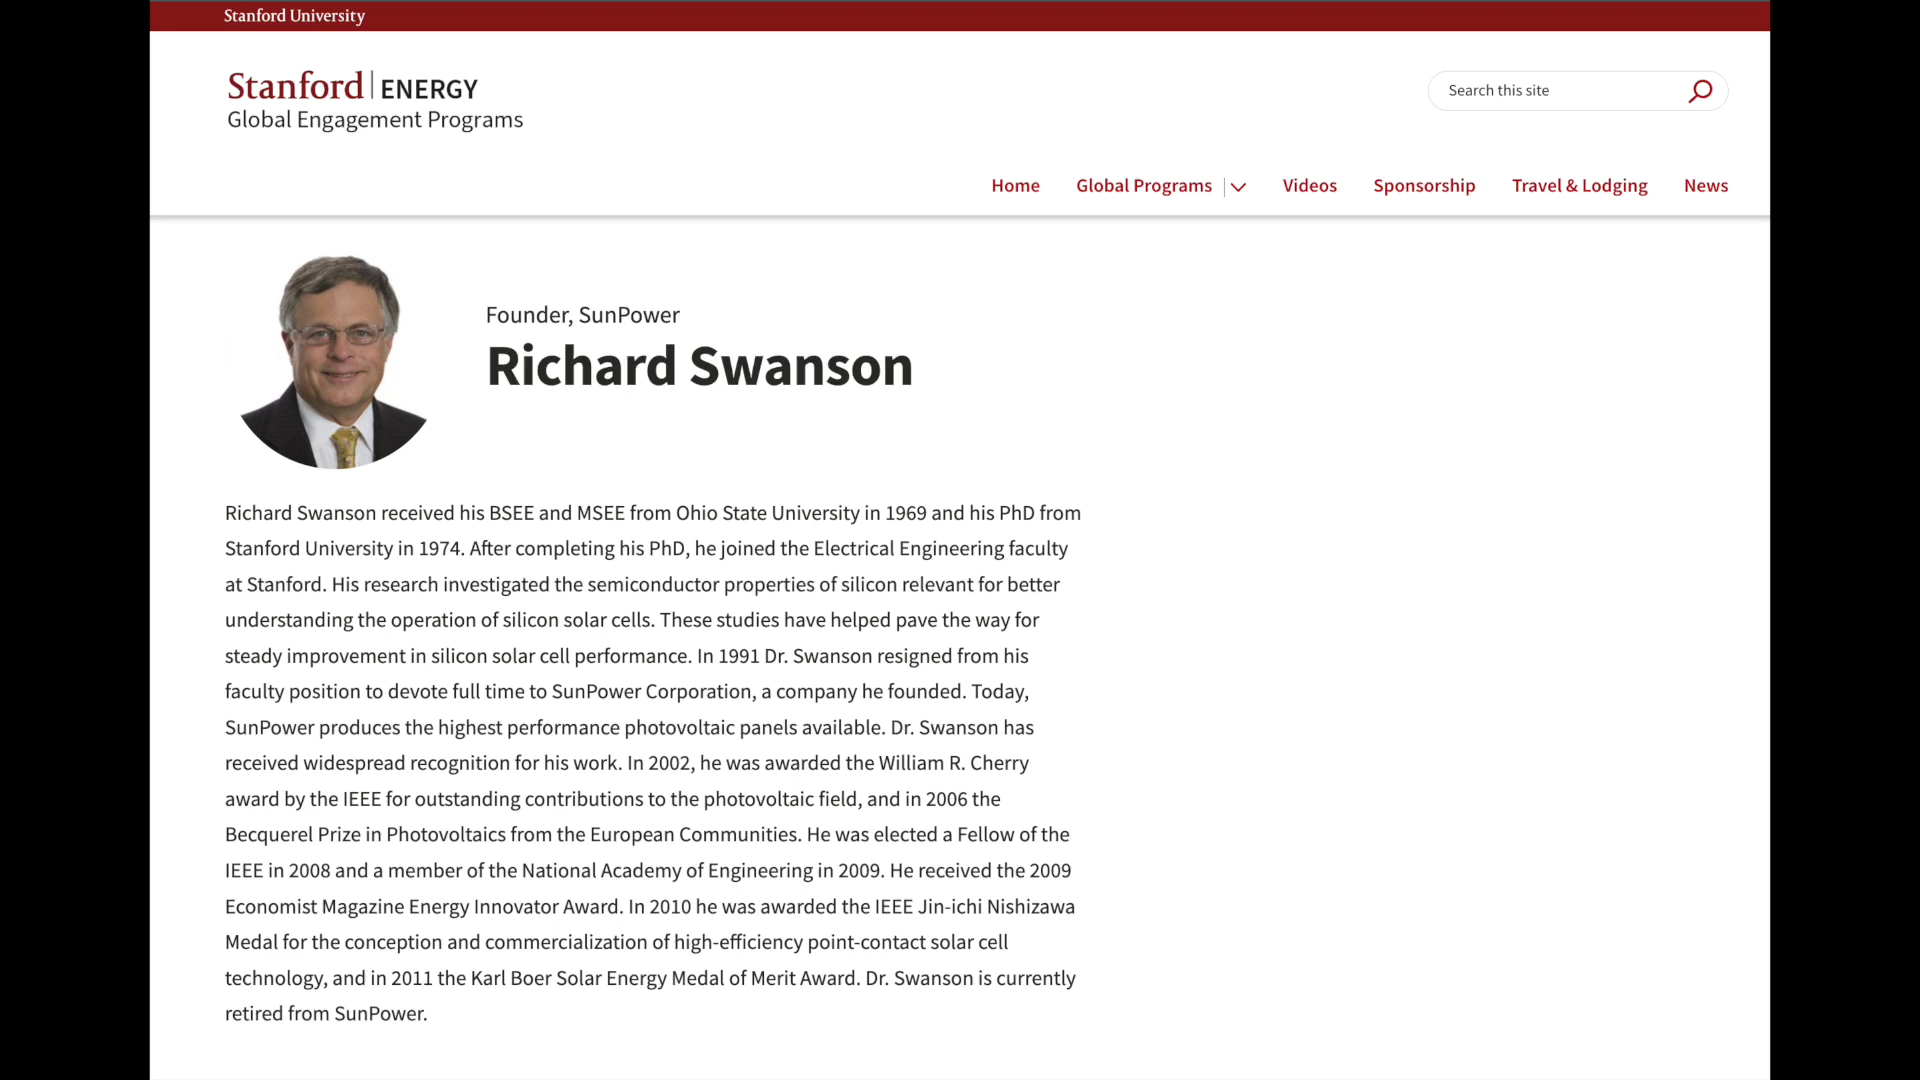 Stanford University
Stanford ENERGY
Global Engagement Programs
Search this site
Home Global Programs Videos Sponsorship Travel & Lodging News
Founder, SunPower
Richard Swanson
Richard Swanson received his BSEE and MSEE from Ohio State University in 1969 and his PhD from
Stanford University in 1974. After completing his PhD, he joined the Electrical Engineering faculty
at Stanford. His research investigated the semiconductor properties of silicon relevant for better
understanding the operation of silicon solar cells. These studies have helped pave the way for
steady improvement in silicon solar cell performance. In 1991 Dr. Swanson resigned from his
faculty position to devote full time to SunPower Corporation, a company he founded. Today,
SunPower produces the highest performance photovoltaic panels available. Dr. Swanson has
received widespread recognition for his work. In 2002, he was awarded the William R. Cherry
award by the IEEE for outstanding contributions to the photovoltaic field, and in 2006 the
Becquerel Prize in Photovoltaics from the European Communities. He was elected a Fellow of the
IEEE in 2008 and a member of the National Academy of Engineering in 2009. He received the 2009
Economist Magazine Energy Innovator Award. In 2010 he was awarded the IEEE Jin-ichi Nishizawa
Medal for the conception and commercialization of high-efficiency point-contact solar cell
technology, and in 2011 the Karl Boer Solar Energy Medal of Merit Award. Dr. Swanson is currently
retired from SunPower.